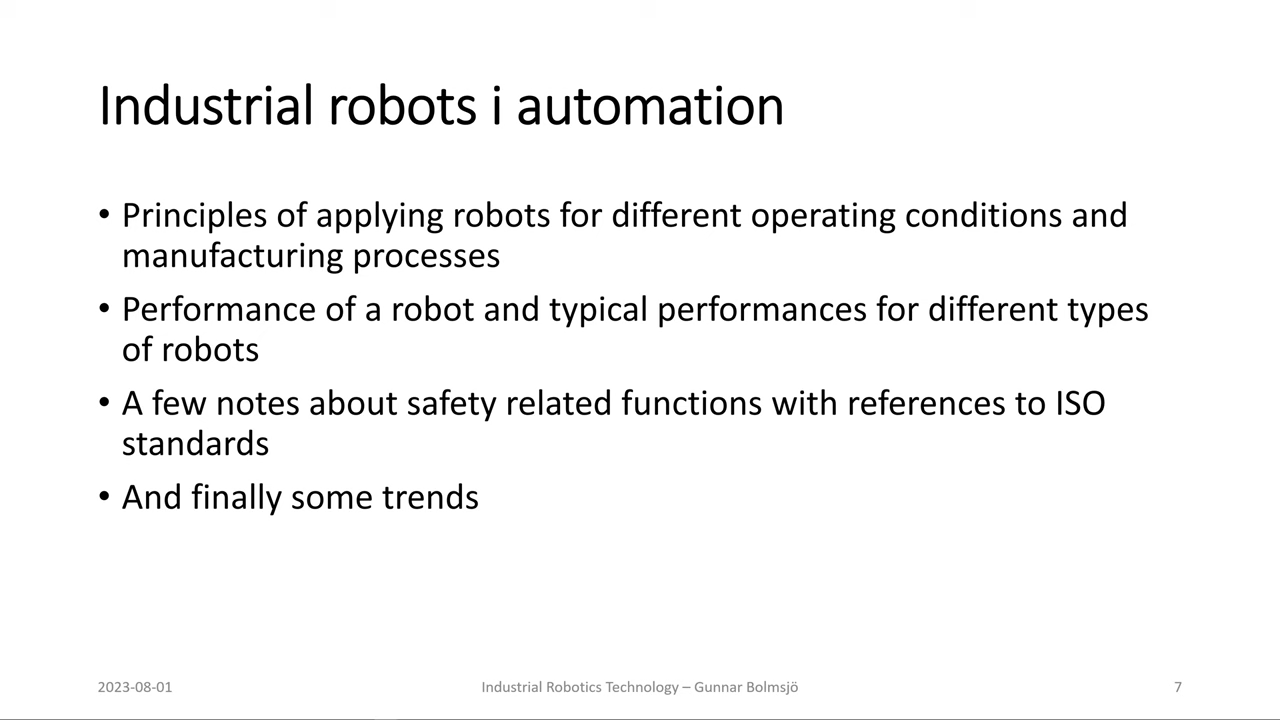 Industrial robots i automation
• Principles of applying robots for different operating conditions and
manufacturing processes
• Performance of a robot and typical performances for different types
of robots
• A few notes about safety related functions with references to ISO
standards
• And finally some trends
2023-08-01
Industrial Robotics Technology – Gunnar Bolmsjö
7